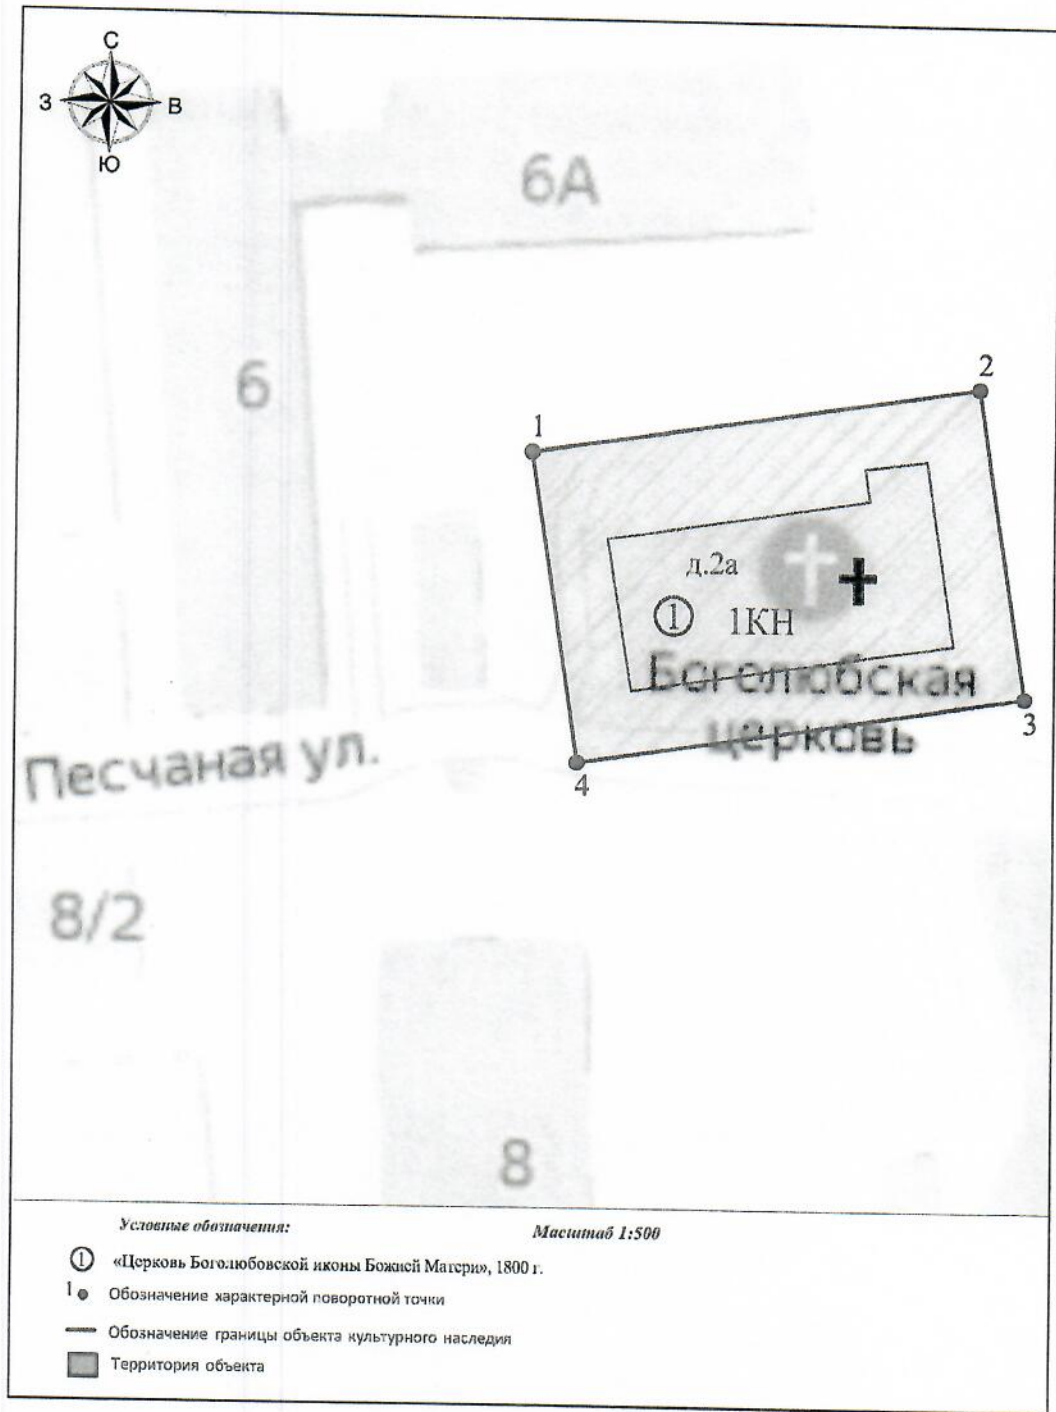 С
З В
Ю
6А
6
2
1
д.2а
① 1КН
Боголюбская
церковь
3
4
Песчаная ул.
8/2
8
Условные обозначения:
Масштаб 1:500
① «Церковь Боголюбовской иконы Божией Матери», 1800 г.
1 Обозначение характерной поворотной точки
Обозначение границы объекта культурного наследия
Территория объекта